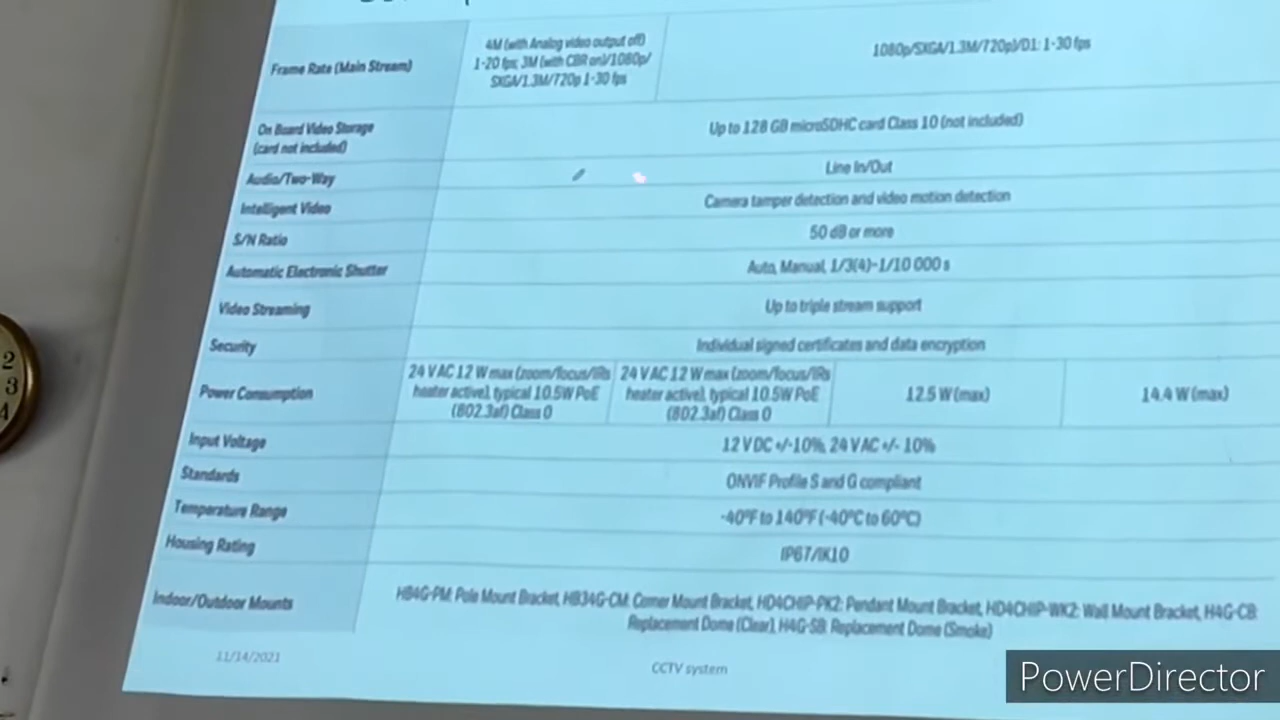 4M (with Analog video output off)
Frame Rate (Main Stream) 1-20 fps; 3M (with CBR on)/1080p/ 1080p/SXGA/1.3M/720p)/D1: 1-30 fps
SXGA/1.3M/720p 1-30 fps
On Board Video Storage Up to 128 GB microSDHC card Class 10 (not included)
(card not included)
Audio/Two-Way Line In/Out
Intelligent Video Camera tamper detection and video motion detection
S/N Ratio 50 dB or more
Automatic Electronic Shutter Auto, Manual, 1/3(4)~1/10 000 s
Video Streaming Up to triple stream support
Security Individual signed certificates and data encryption
24 VAC 12 W max (zoom/focus/IRs 24 VAC 12 W max (zoom/focus/IRs
Power Consumption heater active), typical 10.5W PoE heater active), typical 10.5W PoE 12.5 W (max) 14.4 W (max)
(802.3af) Class 0 (802.3af) Class 0
Input Voltage 12 VDC +/-10%, 24 VAC +/- 10%
Standards ONVIF Profile S and G compliant
Temperature Range -40°F to 140°F (-40°C to 60°C)
Housing Rating IP67/IK10
Indoor/Outdoor Mounts HB4G-PM: Pole Mount Bracket, HB34G-CM: Corner Mount Bracket, HD4CHIP-PK2: Pendant Mount Bracket, HD4CHIP-WK2: Wall Mount Bracket, H4G-CB:
Replacement Dome (Clear), H4G-SB: Replacement Dome (Smoke)
11/14/2021 CCTV system
2
3
4
PowerDirector